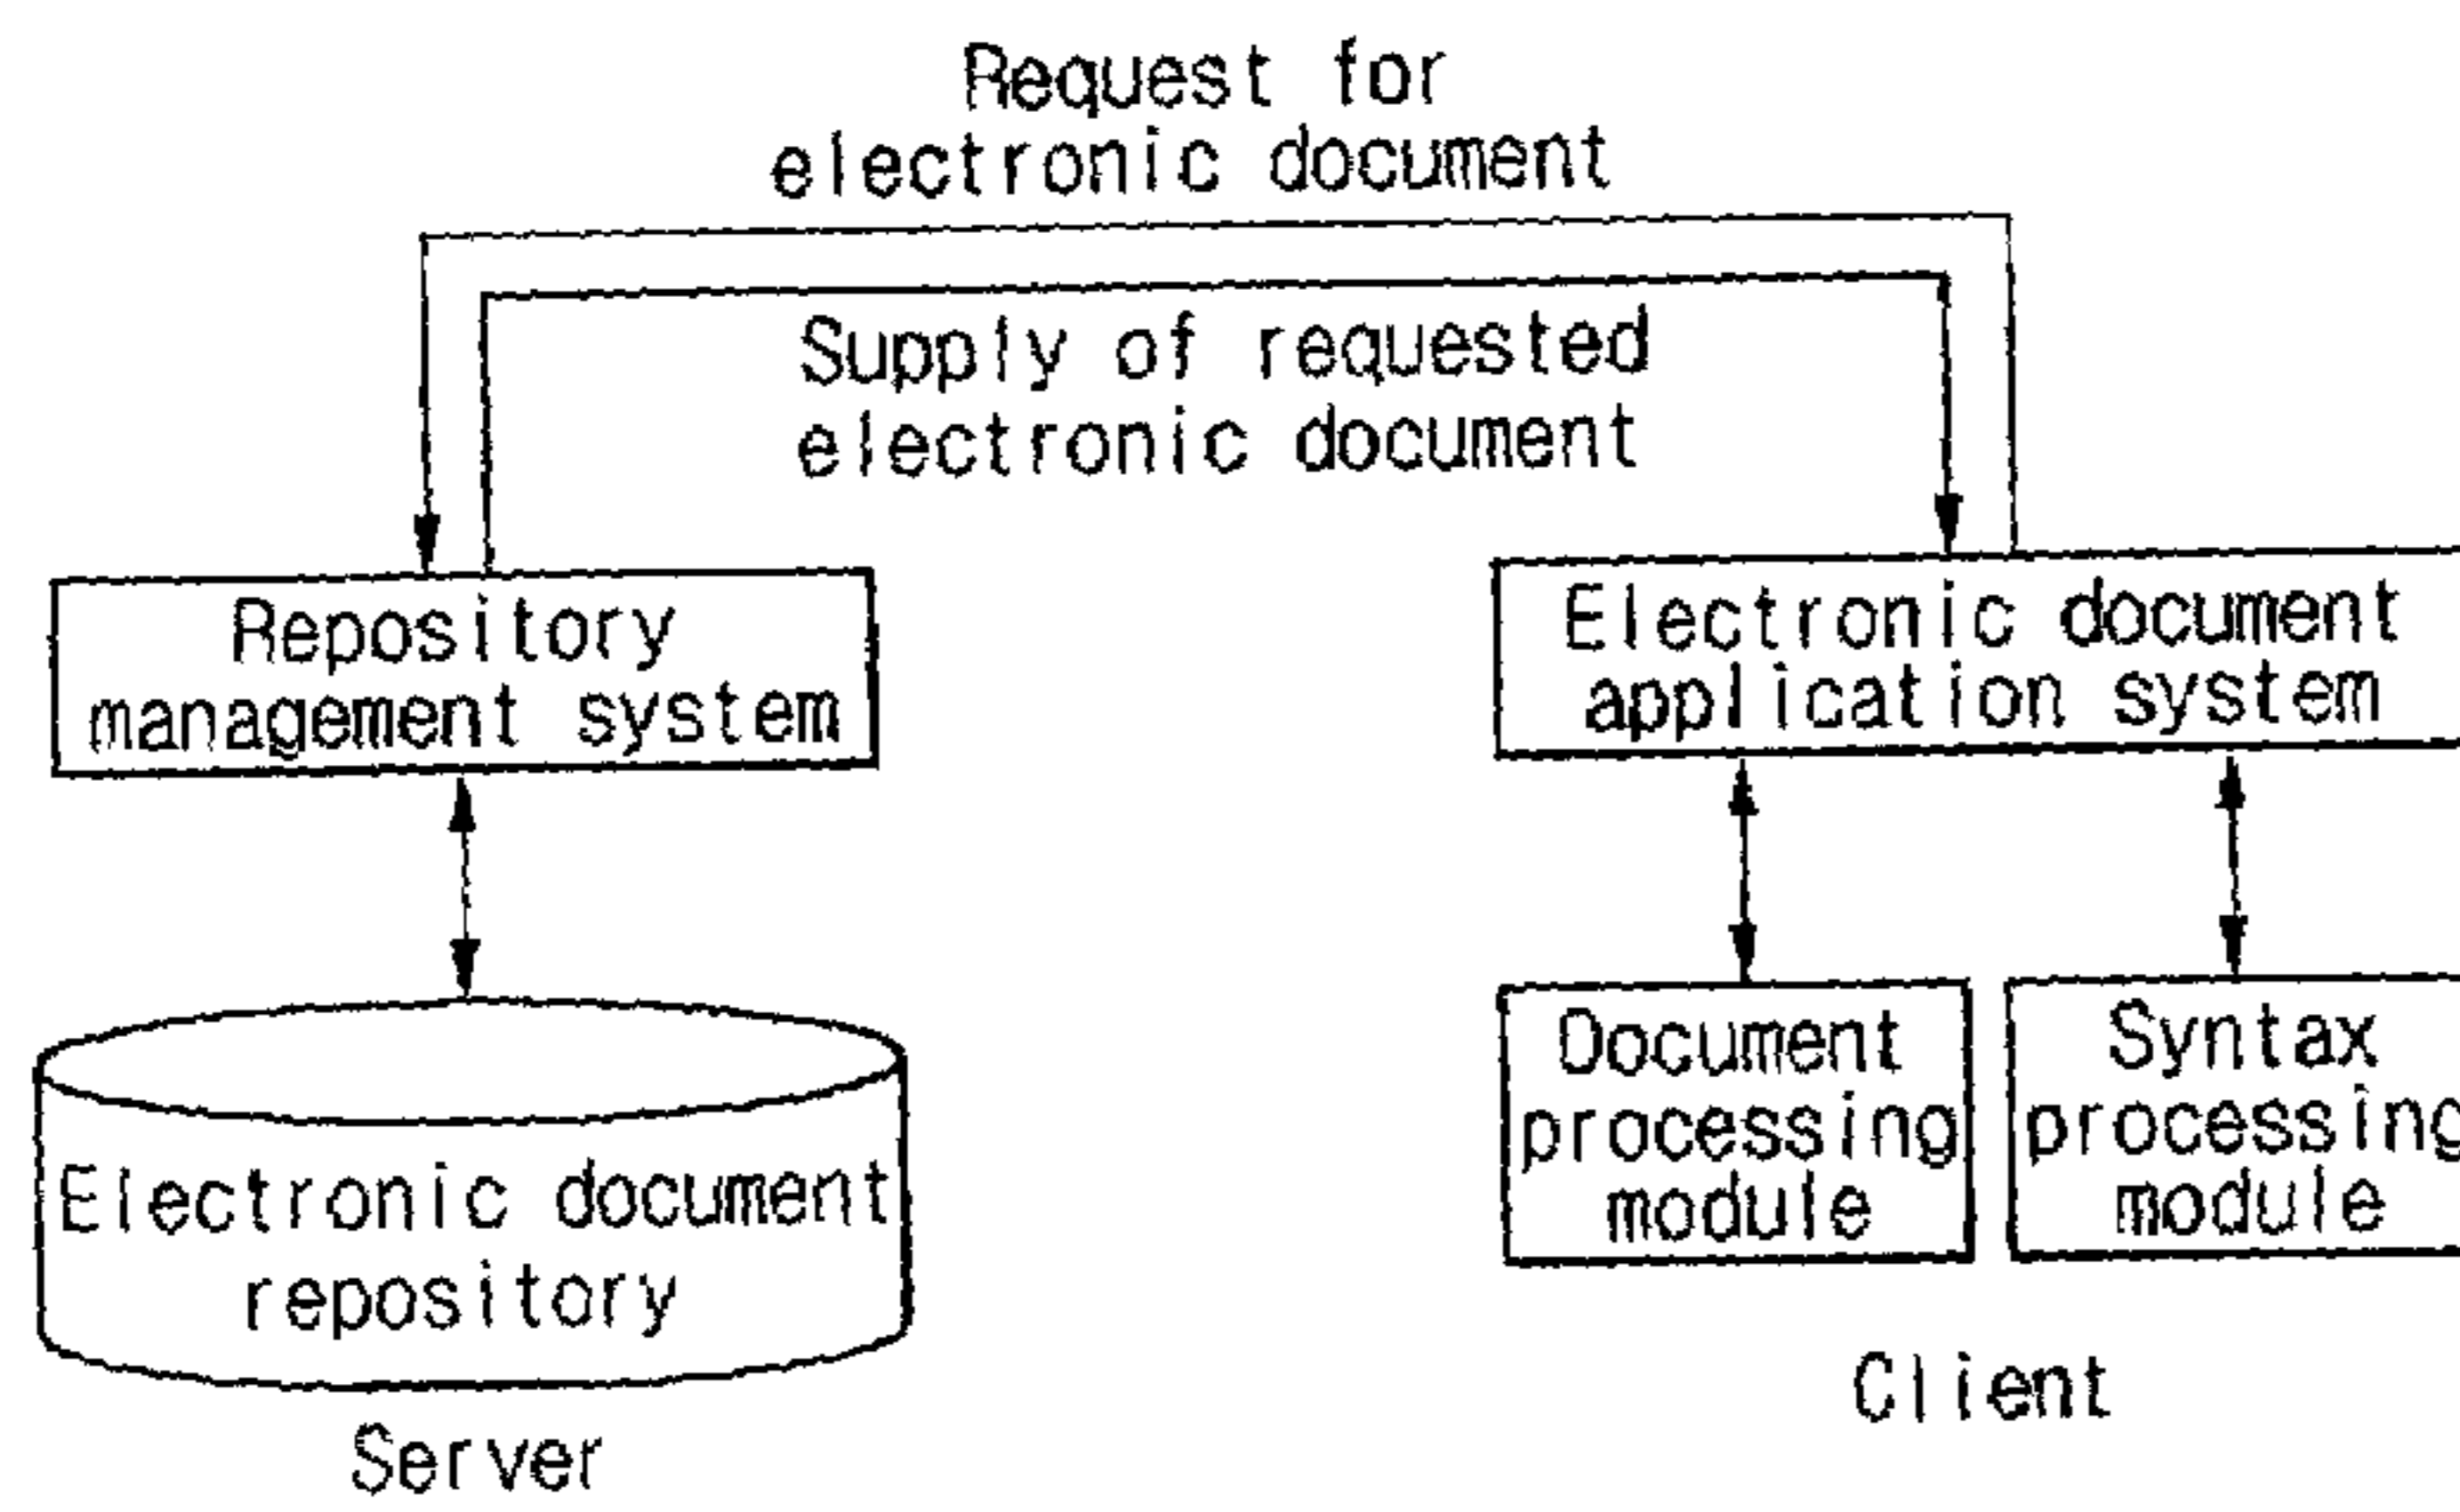 Request for
electronic document
Supply of requested
electronic document
Repository
management system
Electronic document
application system
Document
processing
module
Syntax
processing
module
Electronic document
repository
Server
Client